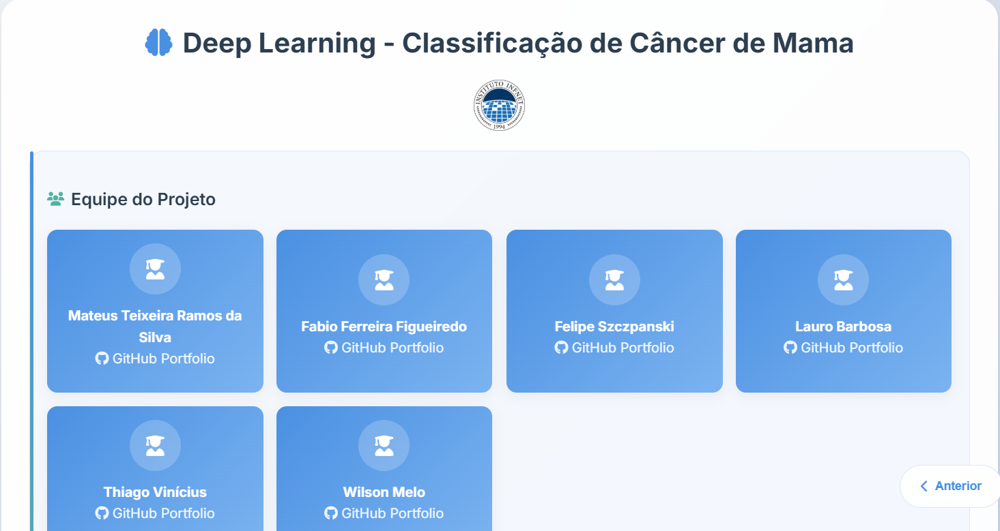 Deep Learning - Classificação de Câncer de Mama
INSTITUTO INFNET
1994
Equipe do Projeto
Mateus Teixeira Ramos da
Silva
GitHub Portfolio
Fabio Ferreira Figueiredo
GitHub Portfolio
Felipe Szczpanski
GitHub Portfolio
Lauro Barbosa
GitHub Portfolio
Thiago Vinícius
GitHub Portfolio
Wilson Melo
GitHub Portfolio
Anterior